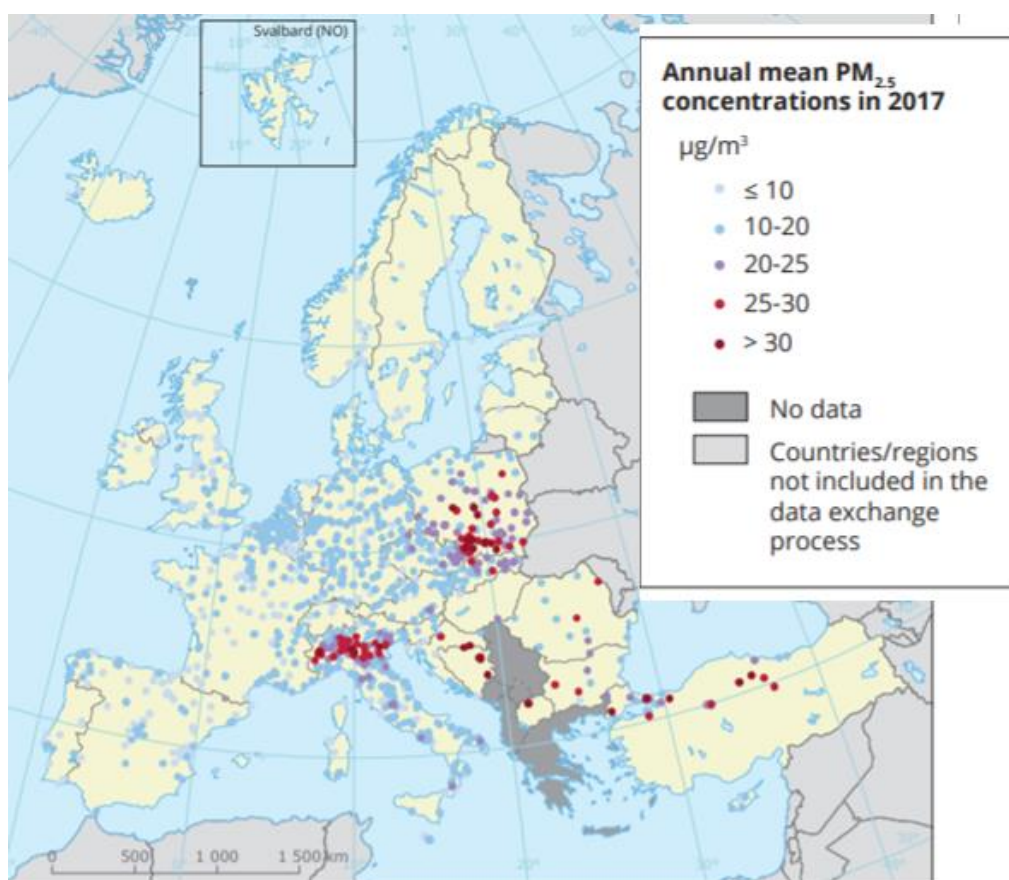 Svalbard (NO)
Annual mean PM2.5
concentrations in 2017
µg/m³
≤ 10
10-20
20-25
25-30
> 30
No data
Countries/regions
not included in the
data exchange
process
0 500 1 000 1 500 km